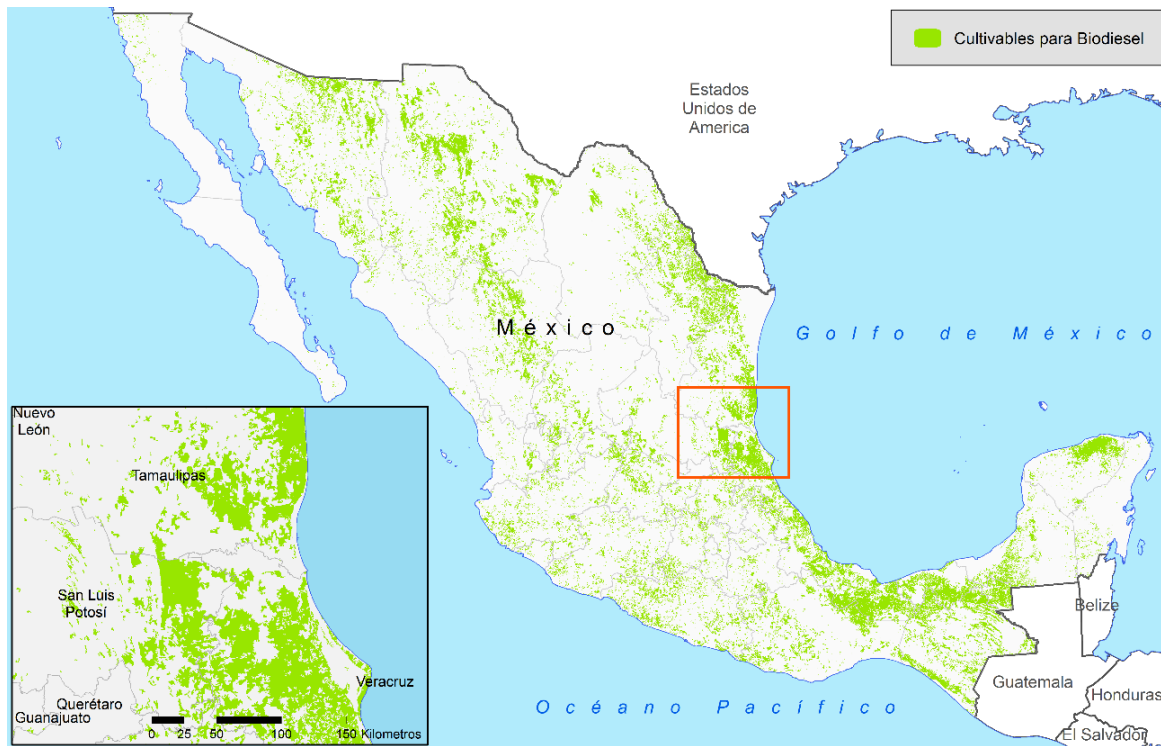 Cultivables para Biodiesel
Estados
Unidos de
America
México
Golfo de México
Nuevo
León
Tamaulipas
San Luis
Potosí
Veracruz
Querétaro
Guanajuato
0 25 50 100 150 Kilometros
Belize
Guatemala
Honduras
El Salvador
Océano Pacífico